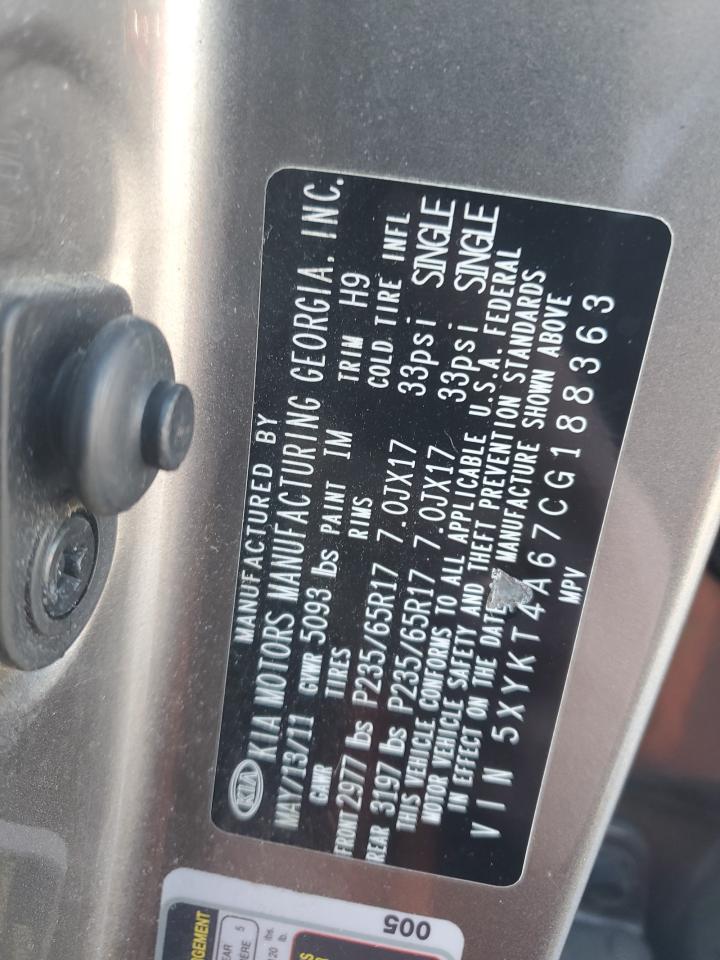 MANUFACTURED BY
KIA KIA MOTORS MANUFACTURING GEORGIA, INC.
MAY/13/11 GVWR 5093 lbs PAINT IM TRIM H9
GAWR TIRES RIMS COLD TIRE INFL
FRONT 2977 lbs P235/65R17 7.0JX17 33psi SINGLE
REAR 3197 lbs P235/65R17 7.0JX17 33psi SINGLE
THIS VEHICLE CONFORMS TO ALL APPLICABLE U.S.A. FEDERAL
MOTOR VEHICLE SAFETY AND THEFT PREVENTION STANDARDS
IN EFFECT ON THE DATE MANUFACTURE SHOWN ABOVE
VIN 5XYKT4A67CG188363
MPV
005